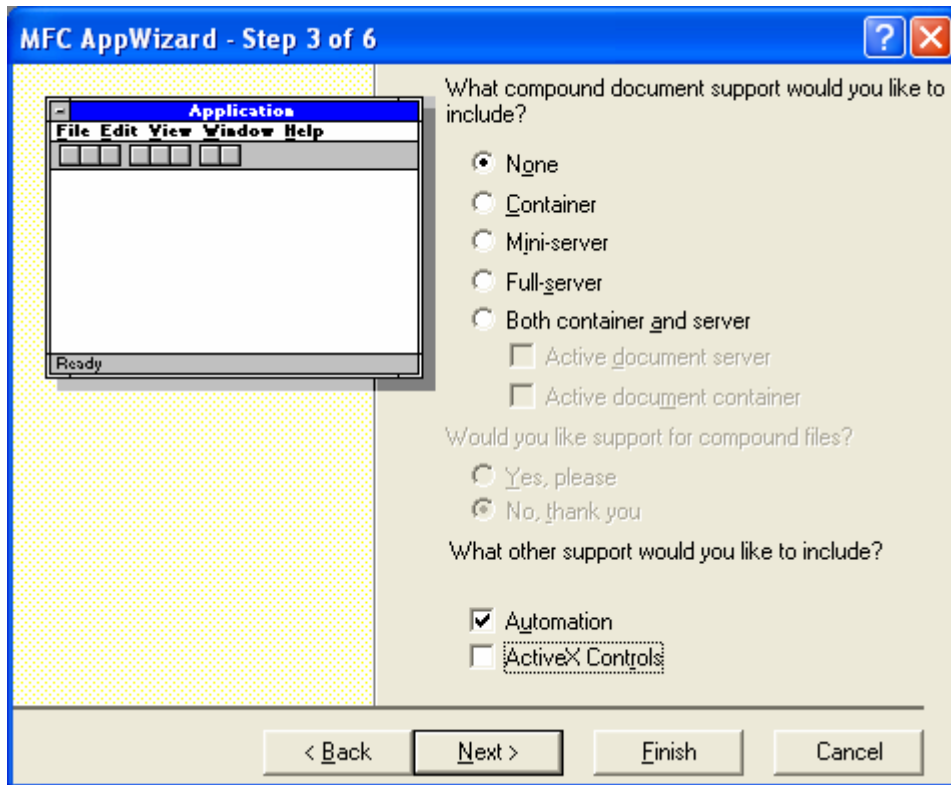 MFC AppWizard - Step 3 of 6
Application
File Edit View Window Help
Ready
What compound document support would you like to
include?
None
Container
Mini-server
Full-server
Both container and server
Active document server
Active document container
Would you like support for compound files?
Yes, please
No, thank you
What other support would you like to include?
Automation
ActiveX Controls
< Back Next > Finish Cancel